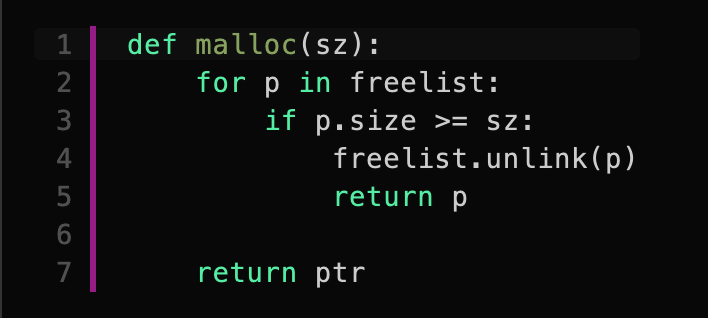 1 def malloc(sz):
2     for p in freelist:
3         if p.size >= sz:
4             freelist.unlink(p)
5             return p
6
7     return ptr